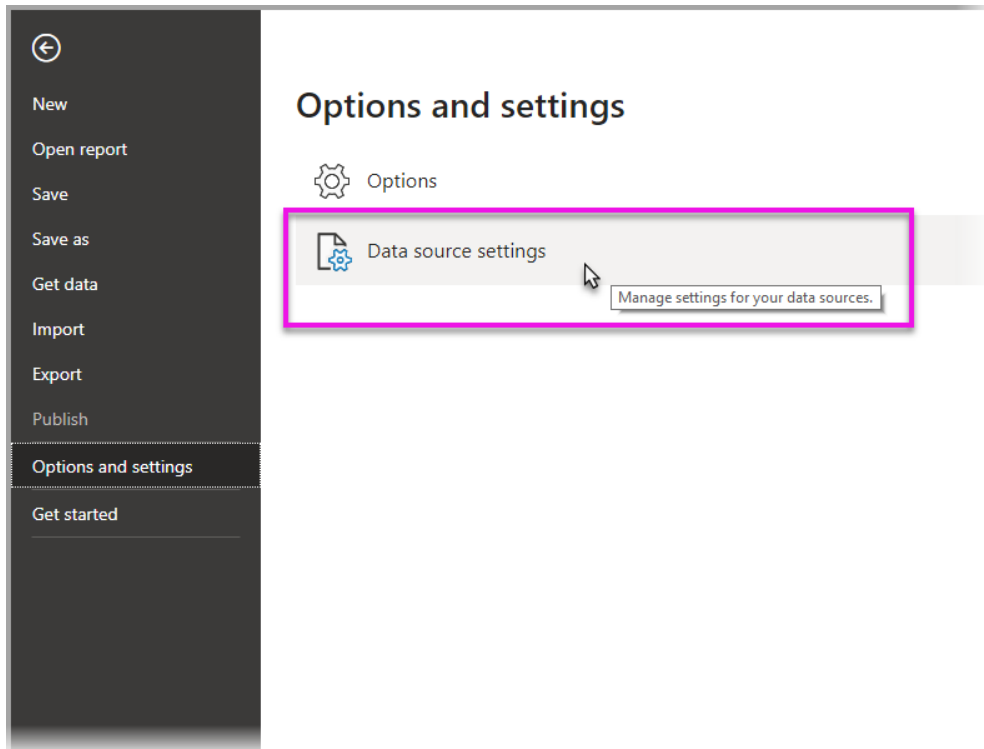 New
Open report
Save
Save as
Get data
Import
Export
Publish
Options and settings
Get started
Options and settings
Options
Data source settings
Manage settings for your data sources.